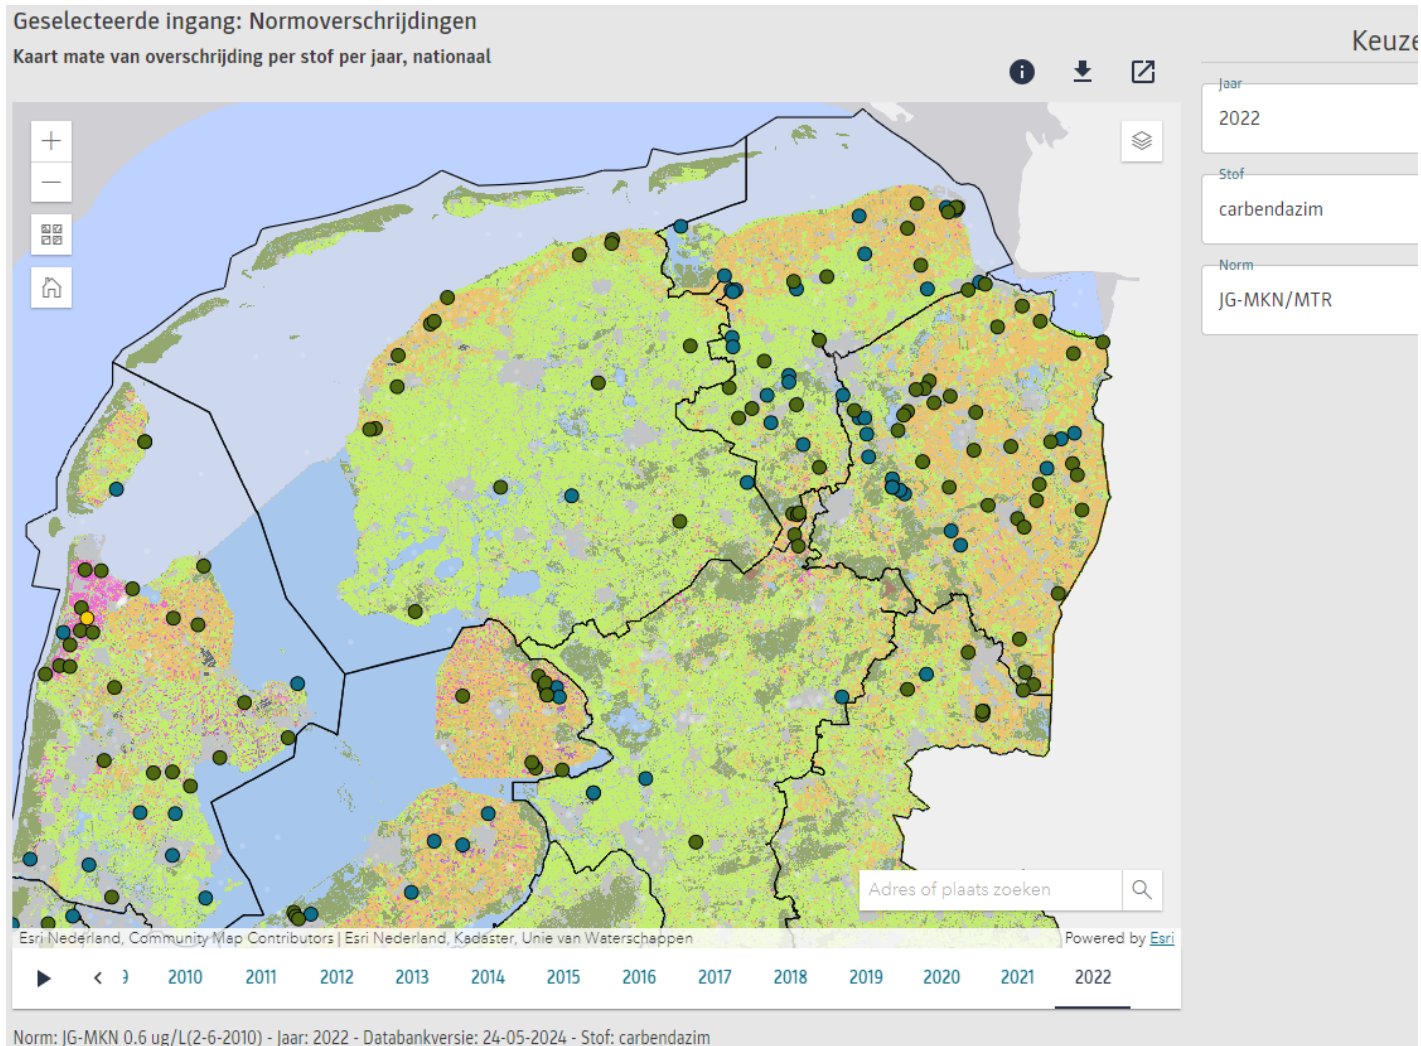 Geselecteerde ingang: Normoverschrijdingen
Kaart mate van overschrijding per stof per jaar, nationaal
Jaar
2022
Stof
carbendazim
Norm
JG-MKN/MTR
Adres of plaats zoeken
Esri Nederland, Community Map Contributors | Esri Nederland, Kadaster, Unie van Waterschappen Powered by Esri
2010 2011 2012 2013 2014 2015 2016 2017 2018 2019 2020 2021 2022
Norm: JG-MKN 0.6 ug/L(2-6-2010) - Jaar: 2022 - Databankversie: 24-05-2024 - Stof: carbendazim